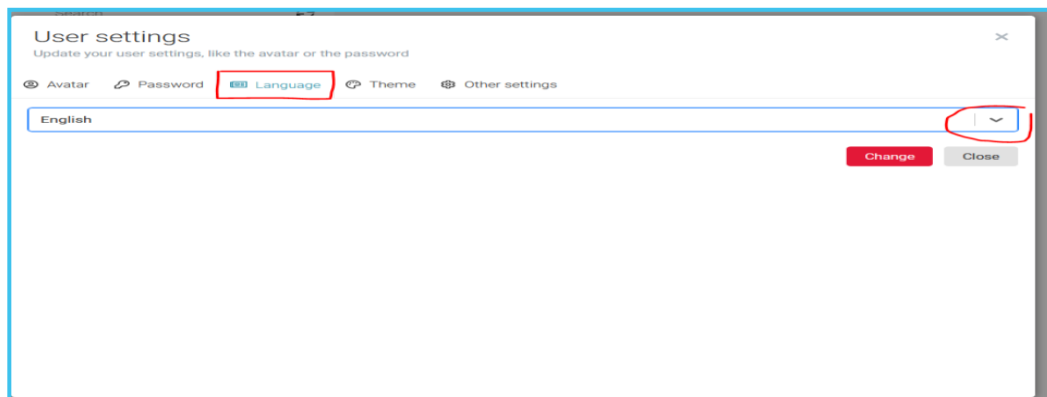 User settings
Update your user settings, like the avatar or the password
Avatar Password Language Theme Other settings
English
Change Close